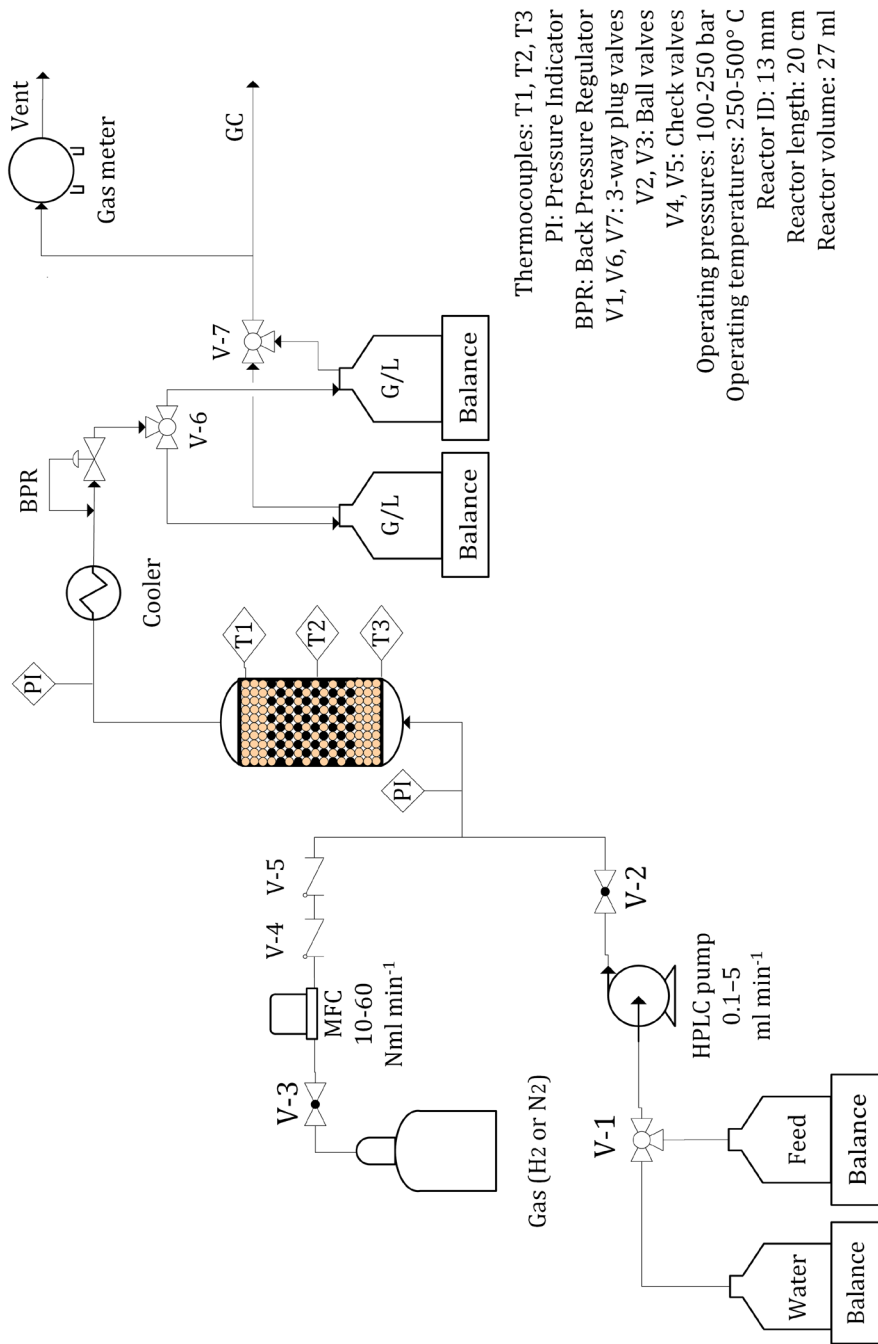 Water
Balance
Feed
Balance
V-1
HPLC pump
0.1–5
ml min-1
V-2
Gas (H2 or N2)
V-3
MFC
10-60
Nml min-1
V-4
V-5
PI
T1
T2
T3
PI
Cooler
BPR
V-6
G/L
Balance
G/L
Balance
V-7
GC
Gas meter
Vent
Thermocouples: T1, T2, T3
PI: Pressure Indicator
BPR: Back Pressure Regulator
V1, V6, V7: 3-way plug valves
V2, V3: Ball valves
V4, V5: Check valves
Operating pressures: 100-250 bar
Operating temperatures: 250-500° C
Reactor ID: 13 mm
Reactor length: 20 cm
Reactor volume: 27 ml